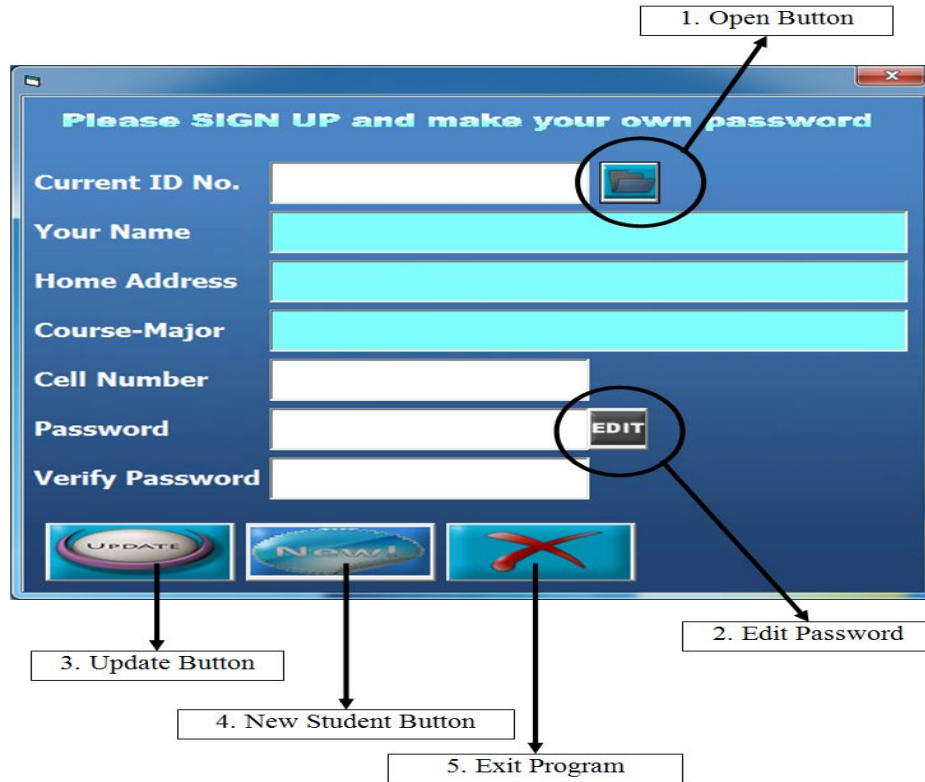 1. Open Button
Please SIGN UP and make your own password
Current ID No.
Your Name
Home Address
Course-Major
Cell Number
Password
EDIT
Verify Password
UPDATE
New!
2. Edit Password
3. Update Button
4. New Student Button
5. Exit Program